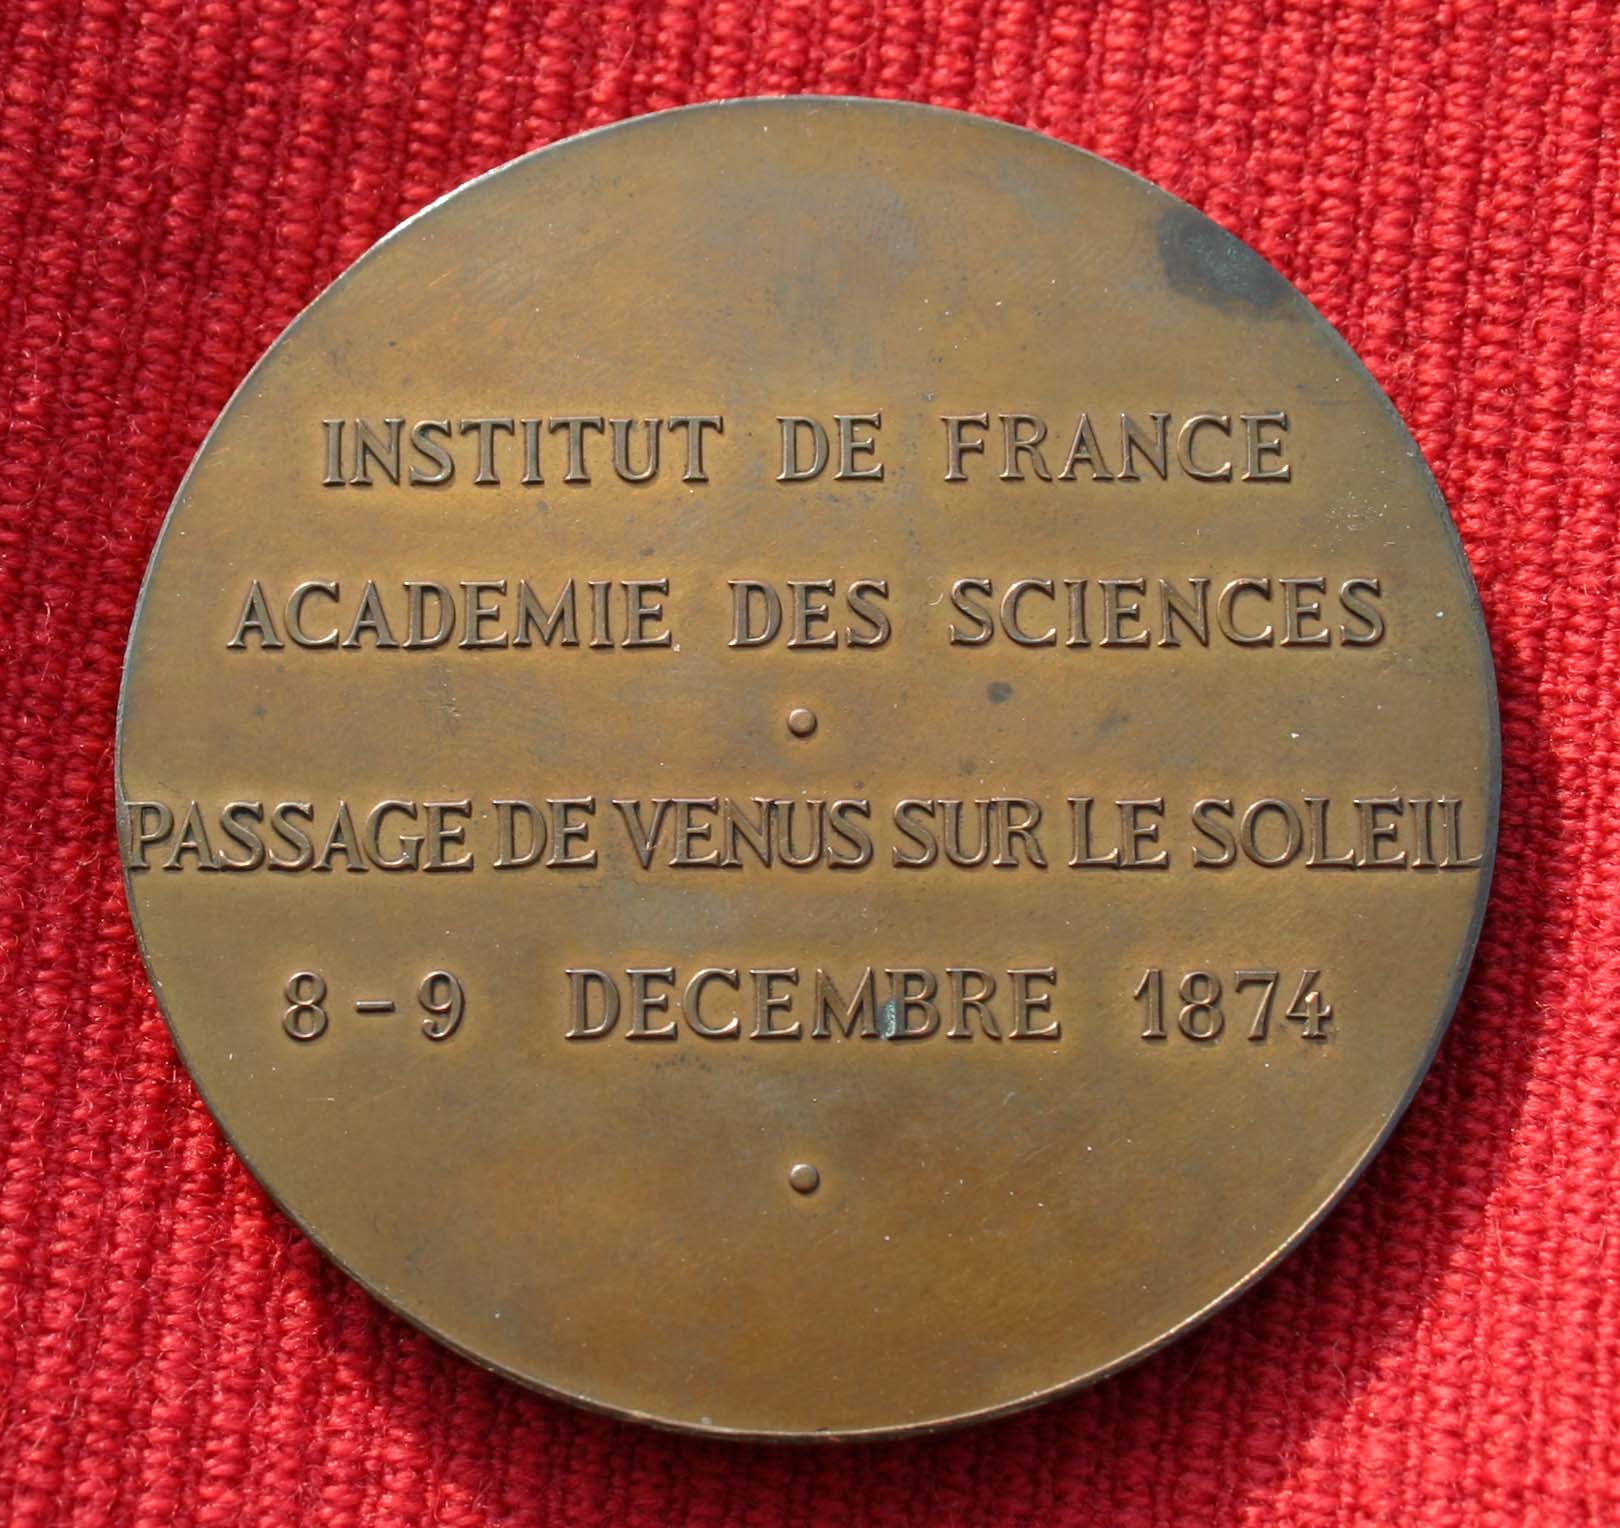 INSTITUT DE FRANCE
ACADEMIE DES SCIENCES
PASSAGE DE VENUS SUR LE SOLEIL
8-9 DECEMBRE 1874